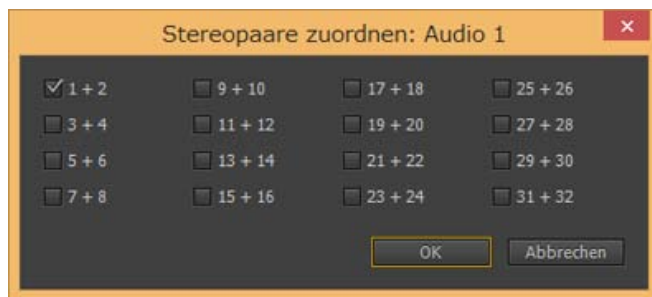 Stereopaare zuordnen: Audio 1
1 + 2 9 + 10 17 + 18 25 + 26
3 + 4 11 + 12 19 + 20 27 + 28
5 + 6 13 + 14 21 + 22 29 + 30
7 + 8 15 + 16 23 + 24 31 + 32
OK Abbrechen